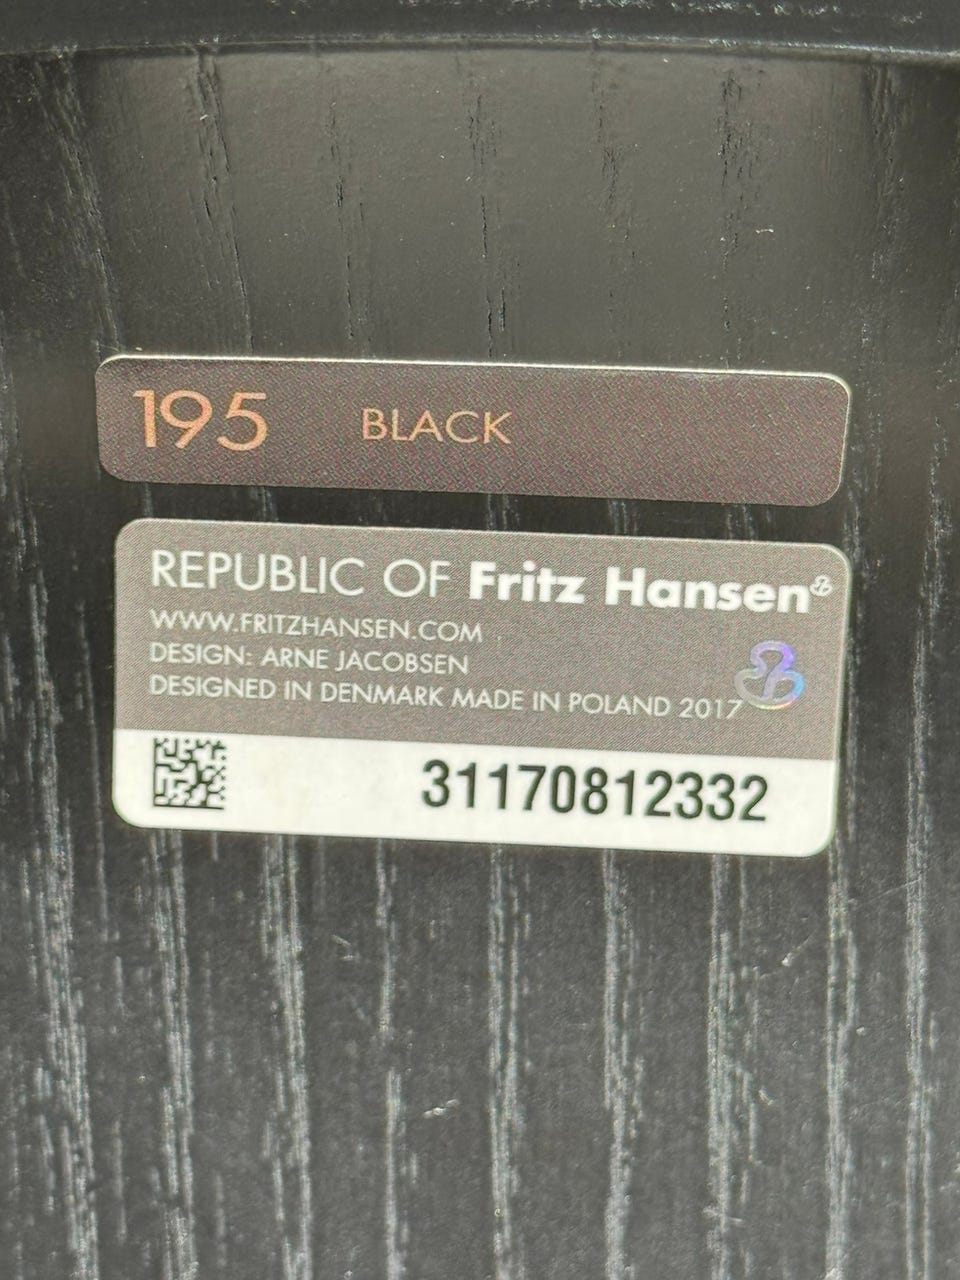 195 BLACK
REPUBLIC OF Fritz Hansen
WWW.FRITZHANSEN.COM
DESIGN: ARNE JACOBSEN
DESIGNED IN DENMARK MADE IN POLAND 2017
31170812332